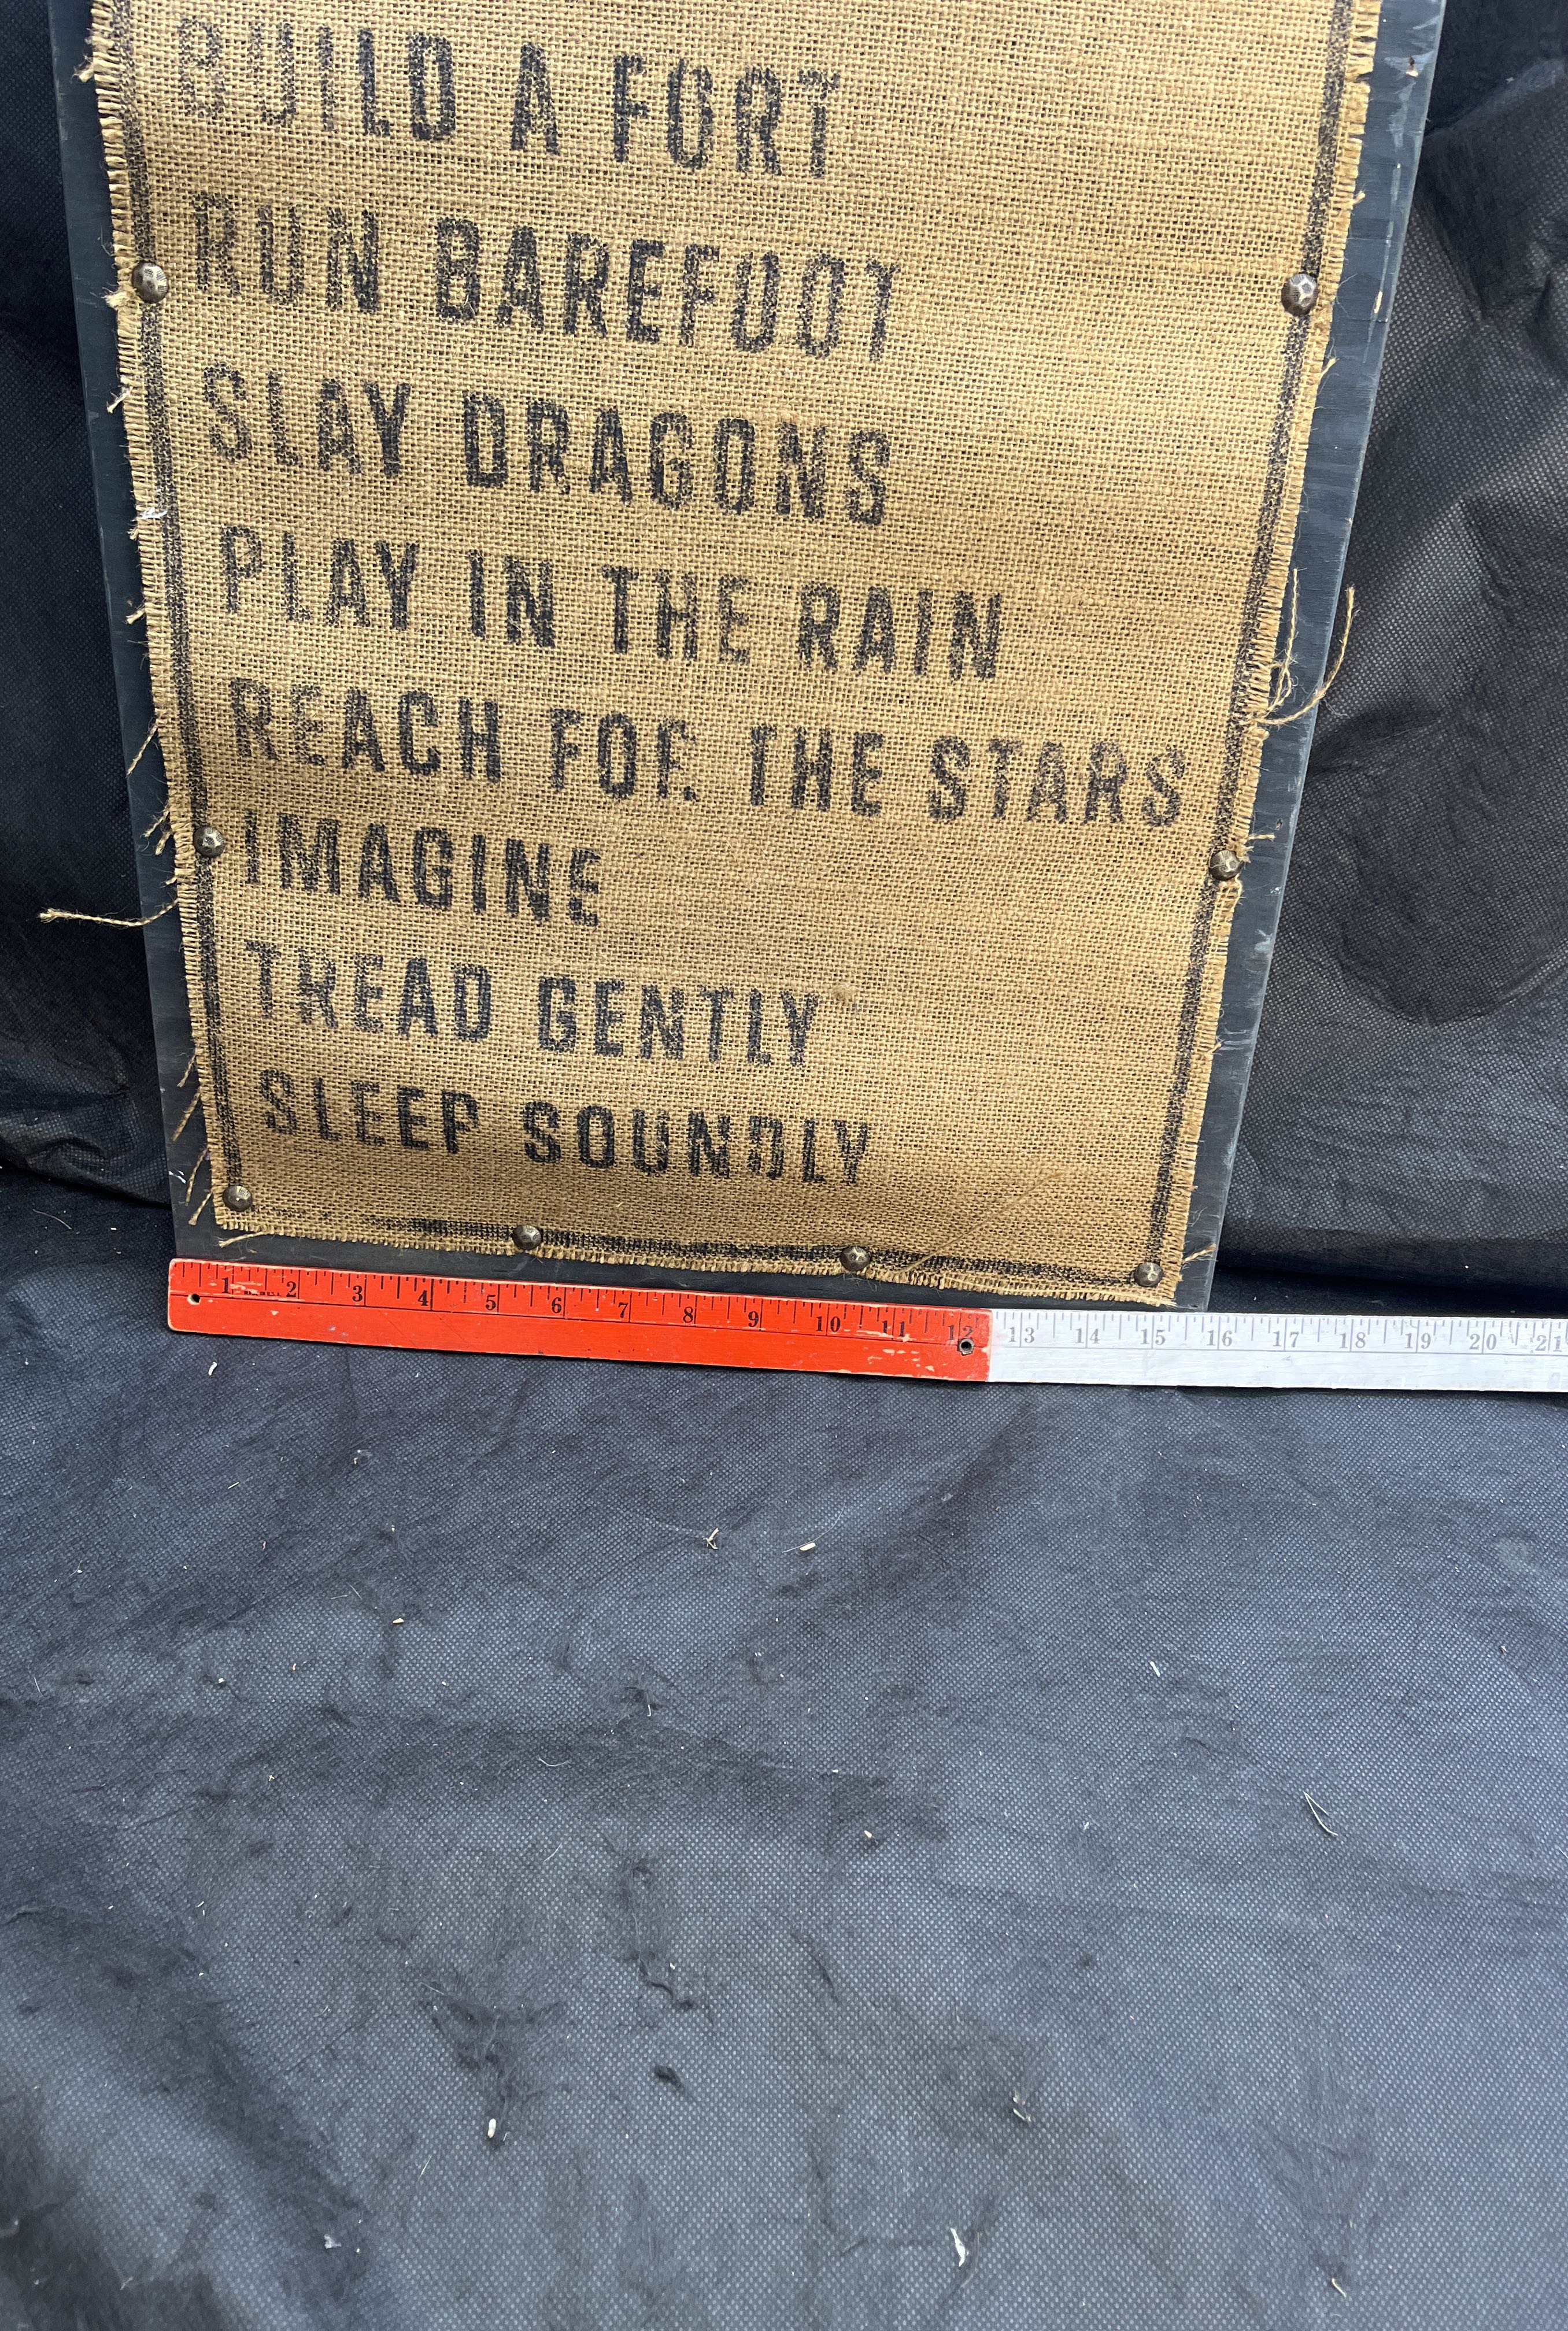 BUILD A FORT
RUN BAREFOOT
SLAY DRAGONS
PLAY IN THE RAIN
REACH FOR THE STARS
IMAGINE
TREAD GENTLY
SLEEP SOUNDLY
1 2 3 4 5 6 7 8 9 10 11 12 13 14 15 16 17 18 19 20 21